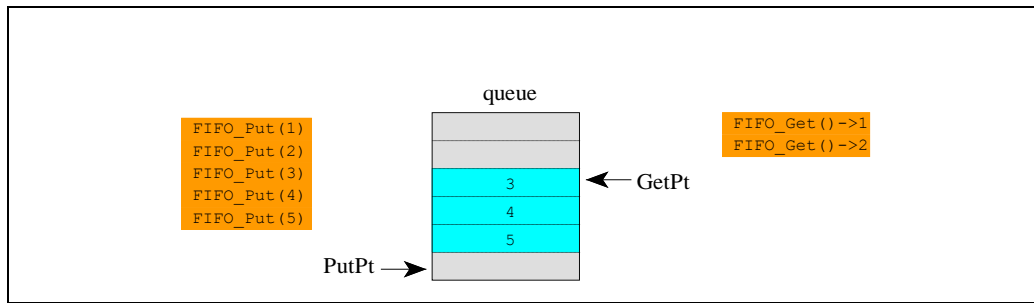 queue
FIFO_Put(1)
FIFO_Put(2)
FIFO_Put(3)
FIFO_Put(4)
FIFO_Put(5)
3
4
5
PutPt
GetPt
FIFO_Get()->1
FIFO_Get()->2